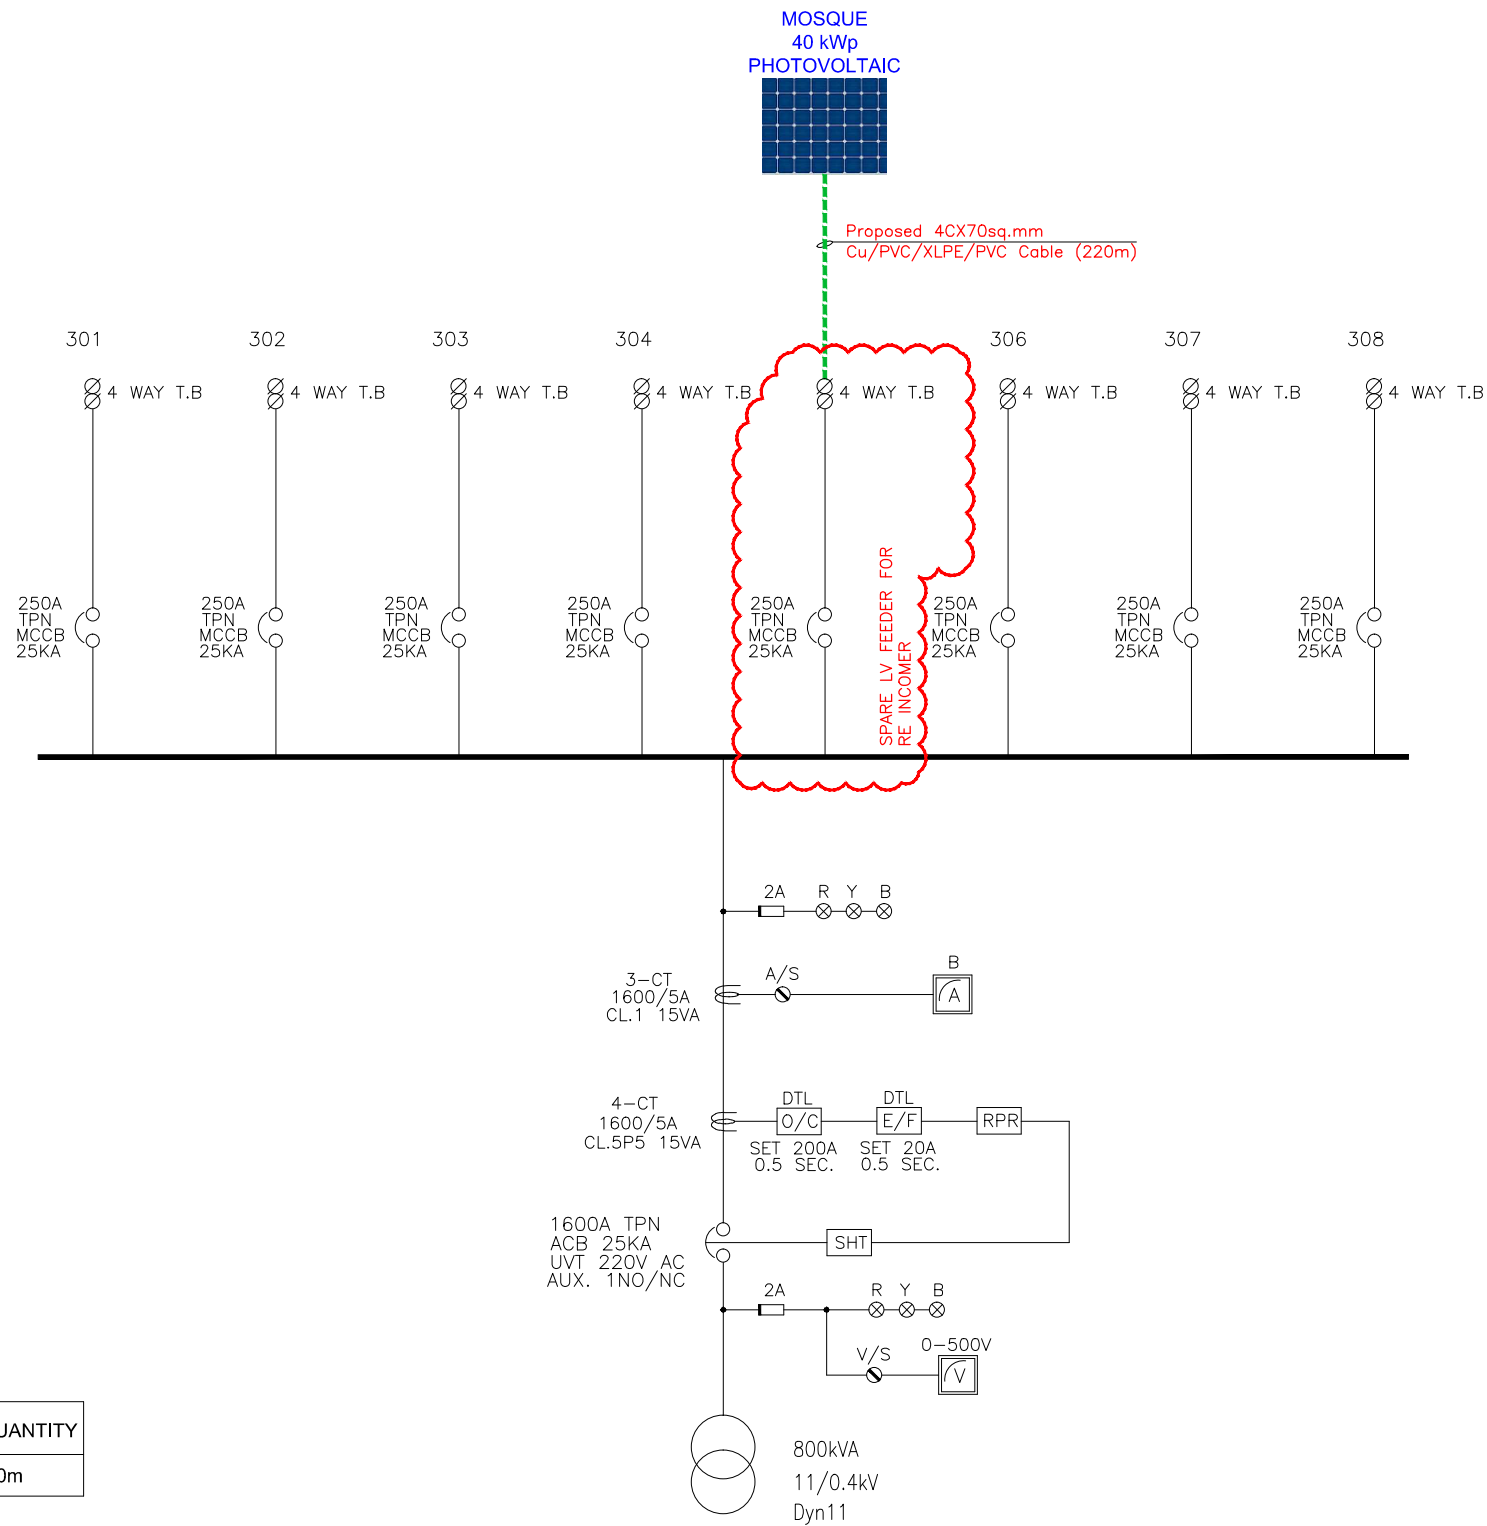 MOSQUE
40 kWp
PHOTOVOLTAIC
Proposed 4CX70sq.mm
Cu/PVC/XLPE/PVC Cable (220m)
301
302
303
304
306
307
308
4 WAY T.B
4 WAY T.B
4 WAY T.B
4 WAY T.B
4 WAY T.B
4 WAY T.B
4 WAY T.B
4 WAY T.B
250A
TPN
MCCB
25KA
250A
TPN
MCCB
25KA
250A
TPN
MCCB
25KA
250A
TPN
MCCB
25KA
250A
TPN
MCCB
25KA
SPARE LV FEEDER FOR
RE INCOMER
250A
TPN
MCCB
25KA
250A
TPN
MCCB
25KA
250A
TPN
MCCB
25KA
2A
R Y B
3-CT
1600/5A
CL.1 15VA
A/S
B
A
4-CT
1600/5A
CL.5P5 15VA
DTL
O/C
SET 200A
0.5 SEC.
DTL
E/F
SET 20A
0.5 SEC.
RPR
1600A TPN
ACB 25KA
UVT 220V AC
AUX. 1NO/NC
SHT
2A
R Y B
V/S
0-500V
V
800kVA
11/0.4kV
Dyn11
UANTITY
0m